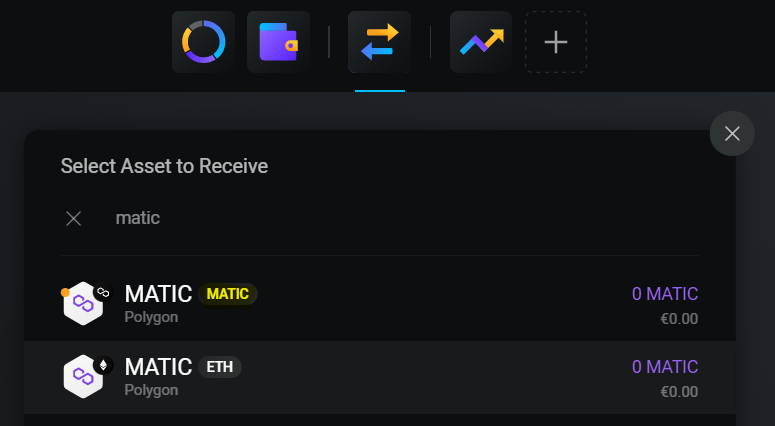 Select Asset to Receive
matic
MATIC MATIC 0 MATIC
Polygon €0.00
MATIC ETH 0 MATIC
Polygon €0.00